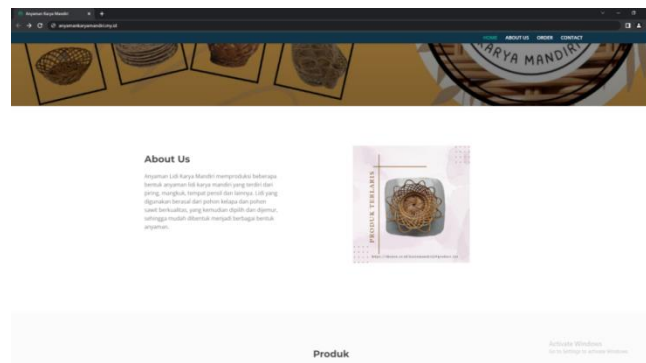 Anyaman Karya Mandiri
anyamankaryamandiri.my.id
HOME ABOUT US ORDER CONTACT
KARYA MANDIRI
About Us
Anyaman Lidi Karya Mandiri memproduksi beberapa
bentuk anyaman lidi karya mandiri yang terdiri dari
piring, mangkuk, tempat pensil dan lainnya. Lidi yang
digunakan berasal dari pohon kelapa dan pohon
sawit berkualitas, yang kemudian dipilih dan dijemur,
sehingga mudah dibentuk menjadi berbagai bentuk
anyaman.
PRODUK TERLARIS
Produk
Activate Windows
Go to Settings to activate Windows.